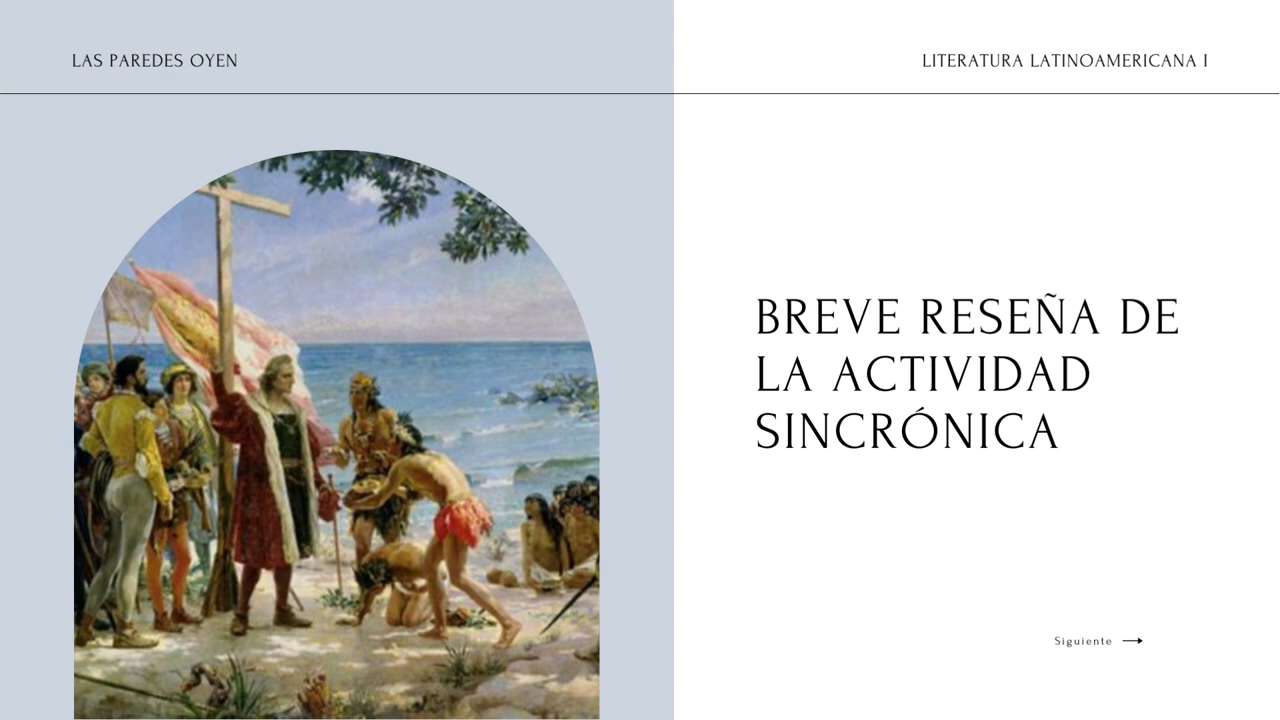 LAS PAREDES OYEN
LITERATURA LATINOAMERICANA I
BREVE RESEÑA DE
LA ACTIVIDAD
SINCRÓNICA
Siguiente